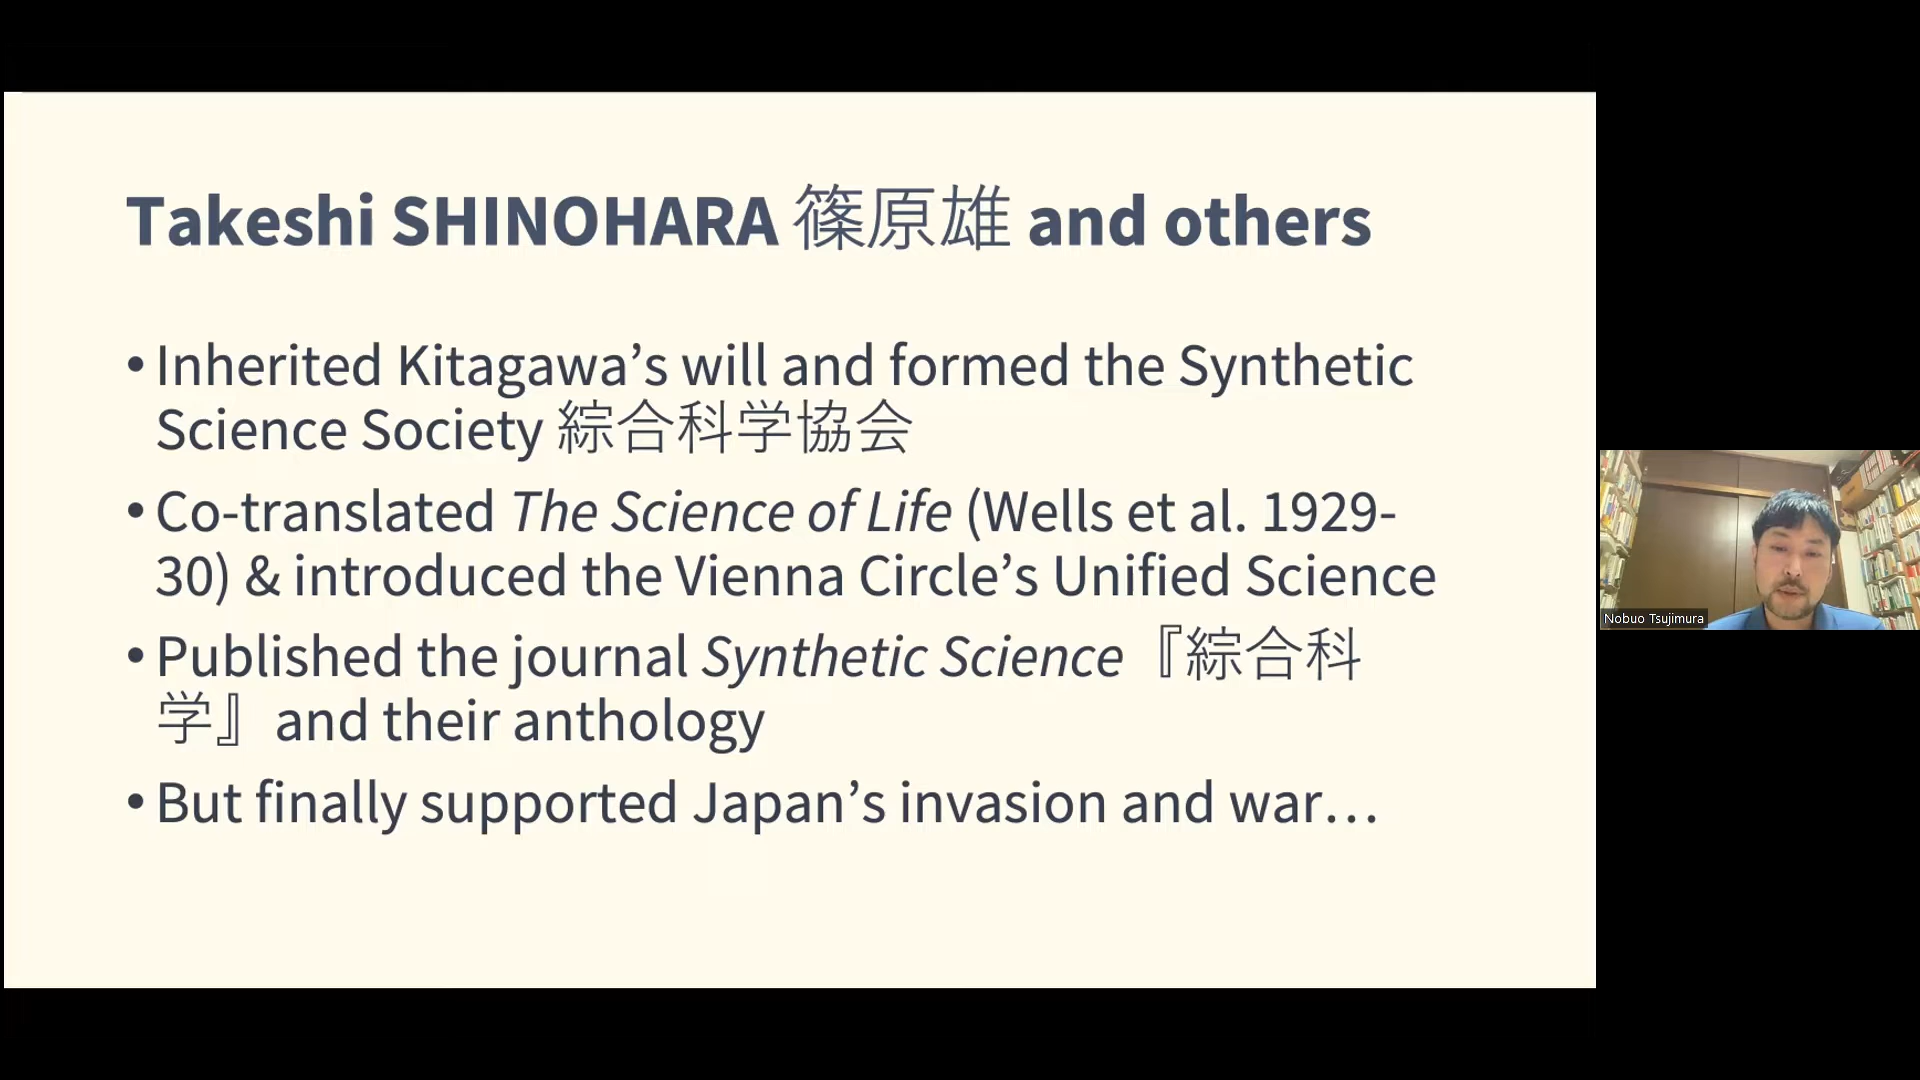 Takeshi SHINOHARA 篠原雄 and others
• Inherited Kitagawa’s will and formed the Synthetic
Science Society 綜合科学協会
• Co-translated The Science of Life (Wells et al. 1929-
30) & introduced the Vienna Circle’s Unified Science
• Published the journal Synthetic Science『綜合科
学』 and their anthology
• But finally supported Japan’s invasion and war…
Nobuo Tsujimura